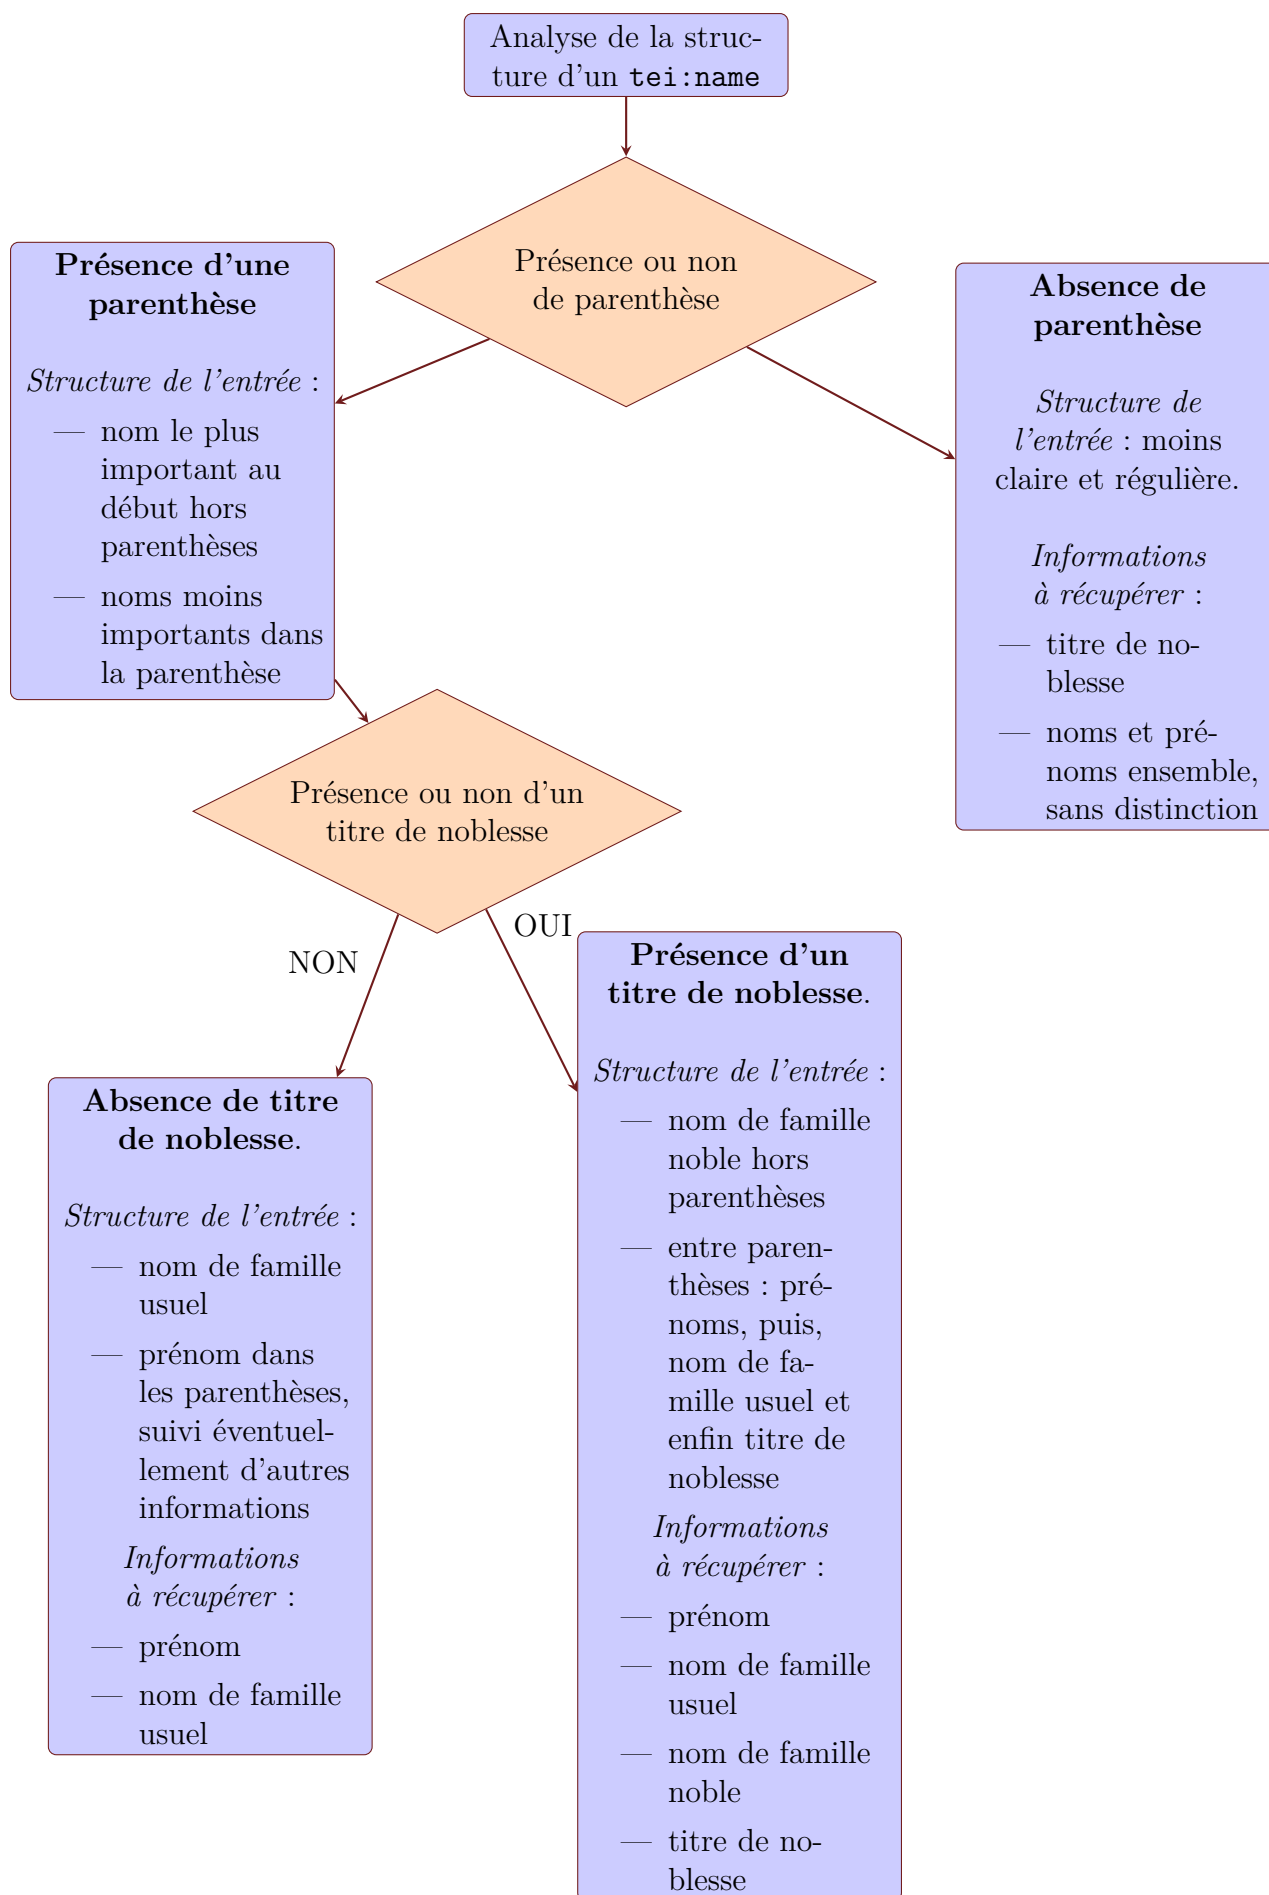 Analyse de la struc-
ture d'un tei:name
Présence ou non
de parenthèse
Présence d'une
parenthèse
Structure de l'entrée :
— nom le plus
important au
début hors
parenthèses
— noms moins
importants dans
la parenthèse
Absence de
parenthèse
Structure de
l'entrée : moins
claire et régulière.
Informations
à récupérer :
— titre de no-
blesse
— noms et pré-
noms ensemble,
sans distinction
Présence ou non d'un
titre de noblesse
NON
OUI
Absence de titre
de noblesse.
Structure de l'entrée :
— nom de famille
usuel
— prénom dans
les parenthèses,
suivi éventuel-
lement d'autres
informations
Informations
à récupérer :
— prénom
— nom de famille
usuel
Présence d'un
titre de noblesse.
Structure de l'entrée :
— nom de famille
noble hors
parenthèses
— entre paren-
thèses : pré-
noms, puis,
nom de fa-
mille usuel et
enfin titre de
noblesse
Informations
à récupérer :
— prénom
— nom de famille
usuel
— nom de famille
noble
— titre de no-
blesse